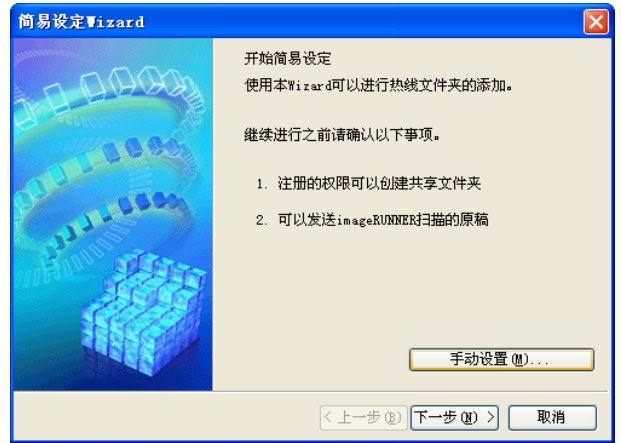 简易设定Wizard
开始简易设定
使用本Wizard可以进行热线文件夹的添加。
继续进行之前请确认以下事项。
1. 注册的权限可以创建共享文件夹
2. 可以发送imageRUNNER扫描的原稿
手动设置(M)...
< 上一步(B) 下一步(N) > 取消